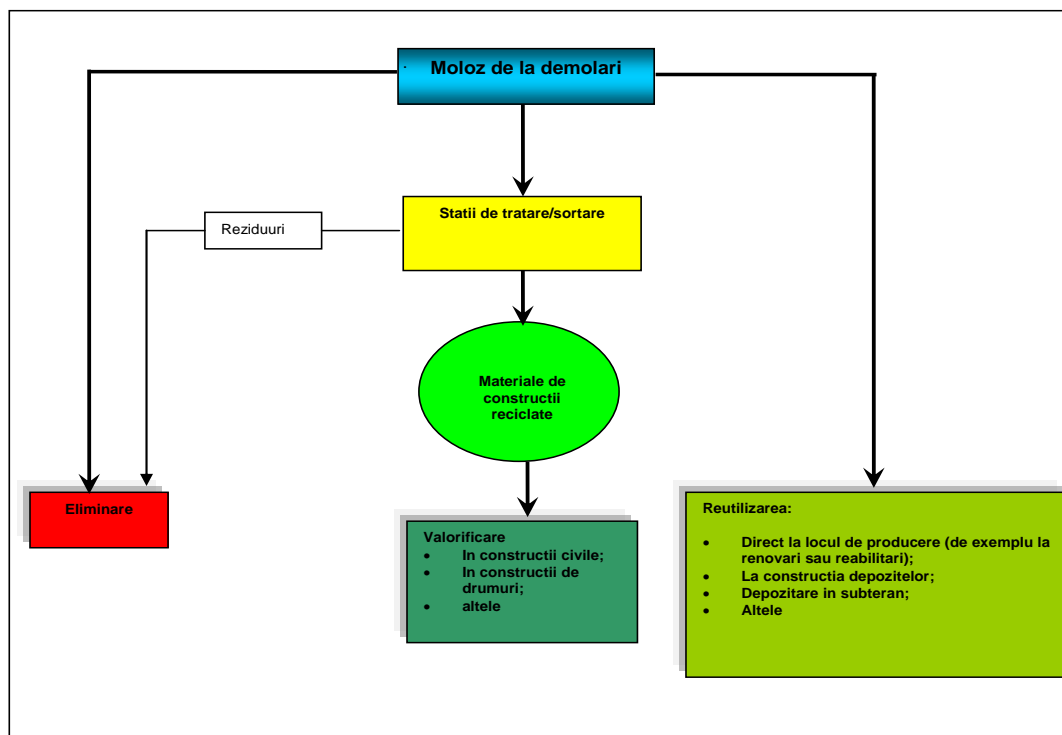 Moloz de la demolari
Statii de tratare/sortare
Reziduuri
Materiale de
constructii
reciclate
Eliminare
Valorificare
• In constructii civile;
• In constructii de
drumuri;
• altele
Reutilizarea:
• Direct la locul de producere (de exemplu la
renovari sau reabilitari);
• La constructia depozitelor;
• Depozitare in subteran;
• Altele